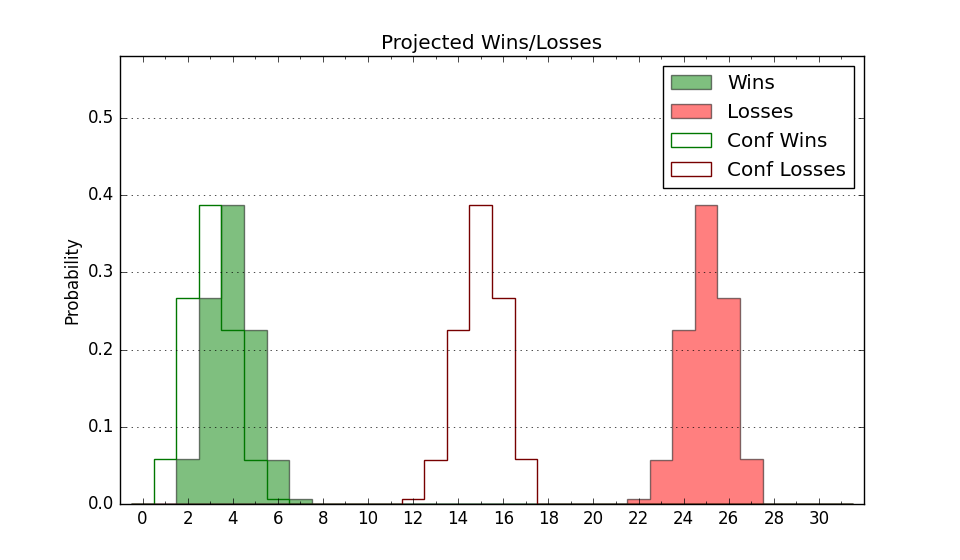 Projected Wins/Losses
Wins
Losses
Conf Wins
Conf Losses
Probability
0.5
0.4
0.3
0.2
0.1
0.0
0 2 4 6 8 10 12 14 16 18 20 22 24 26 28 30